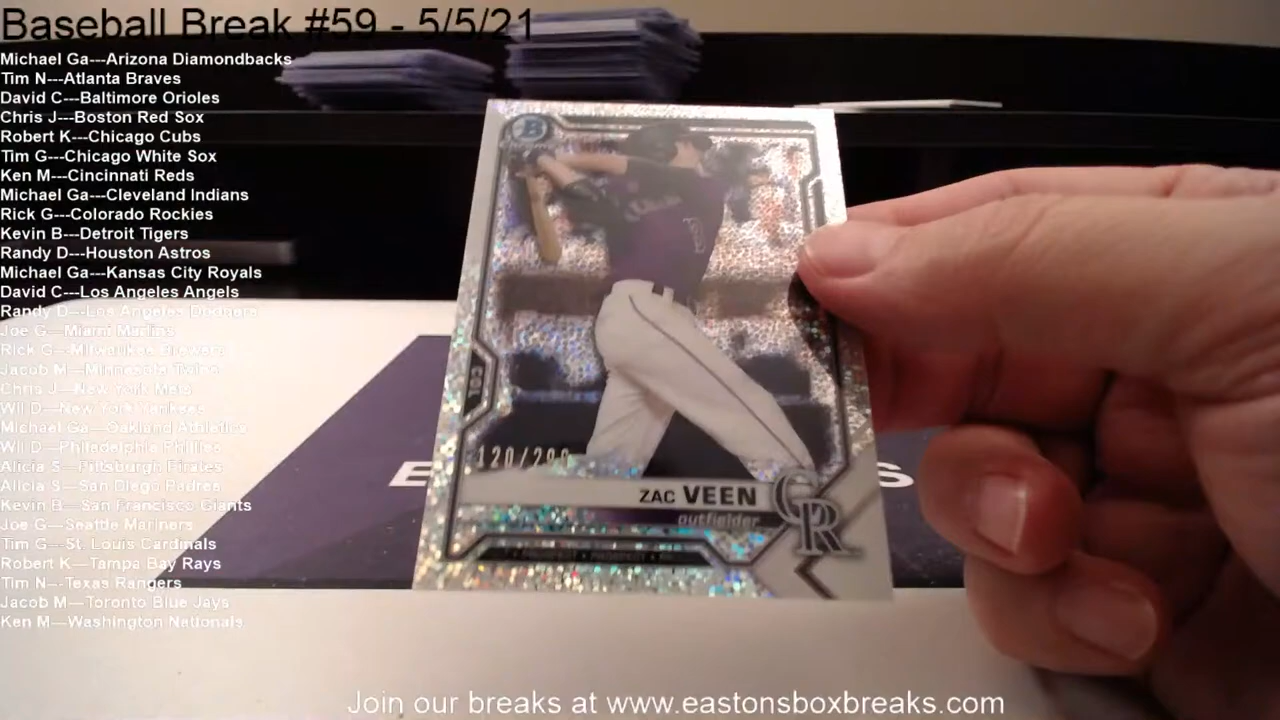 Baseball Break #59 - 5/5/21
Michael Ga---Arizona Diamondbacks
Tim N---Atlanta Braves
David C---Baltimore Orioles
Chris J---Boston Red Sox
Robert K---Chicago Cubs
Tim G---Chicago White Sox
Ken M---Cincinnati Reds
Michael Ga---Cleveland Indians
Rick G---Colorado Rockies
Kevin B---Detroit Tigers
Randy D---Houston Astros
Michael Ga---Kansas City Royals
David C---Los Angeles Angels
Randy D---Los Angeles Dodgers
Joe G---Miami Marlins
Rick G---Milwaukee Brewers
Jacob M---Minnesota Twins
Chris J---New York Mets
Wil D---New York Yankees
Michael Ga---Oakland Athletics
Wil D---Philadelphia Phillies
Alicia S---Pittsburgh Pirates
Alicia S---San Diego Padres
Kevin B---San Francisco Giants
Joe G---Seattle Mariners
Tim G---St. Louis Cardinals
Robert K---Tampa Bay Rays
Tim N---Texas Rangers
Jacob M---Toronto Blue Jays
Ken M---Washington Nationals
B
COL
120/299
ZAC VEEN
outfielder
CR
Join our breaks at www.eastonsboxbreaks.com